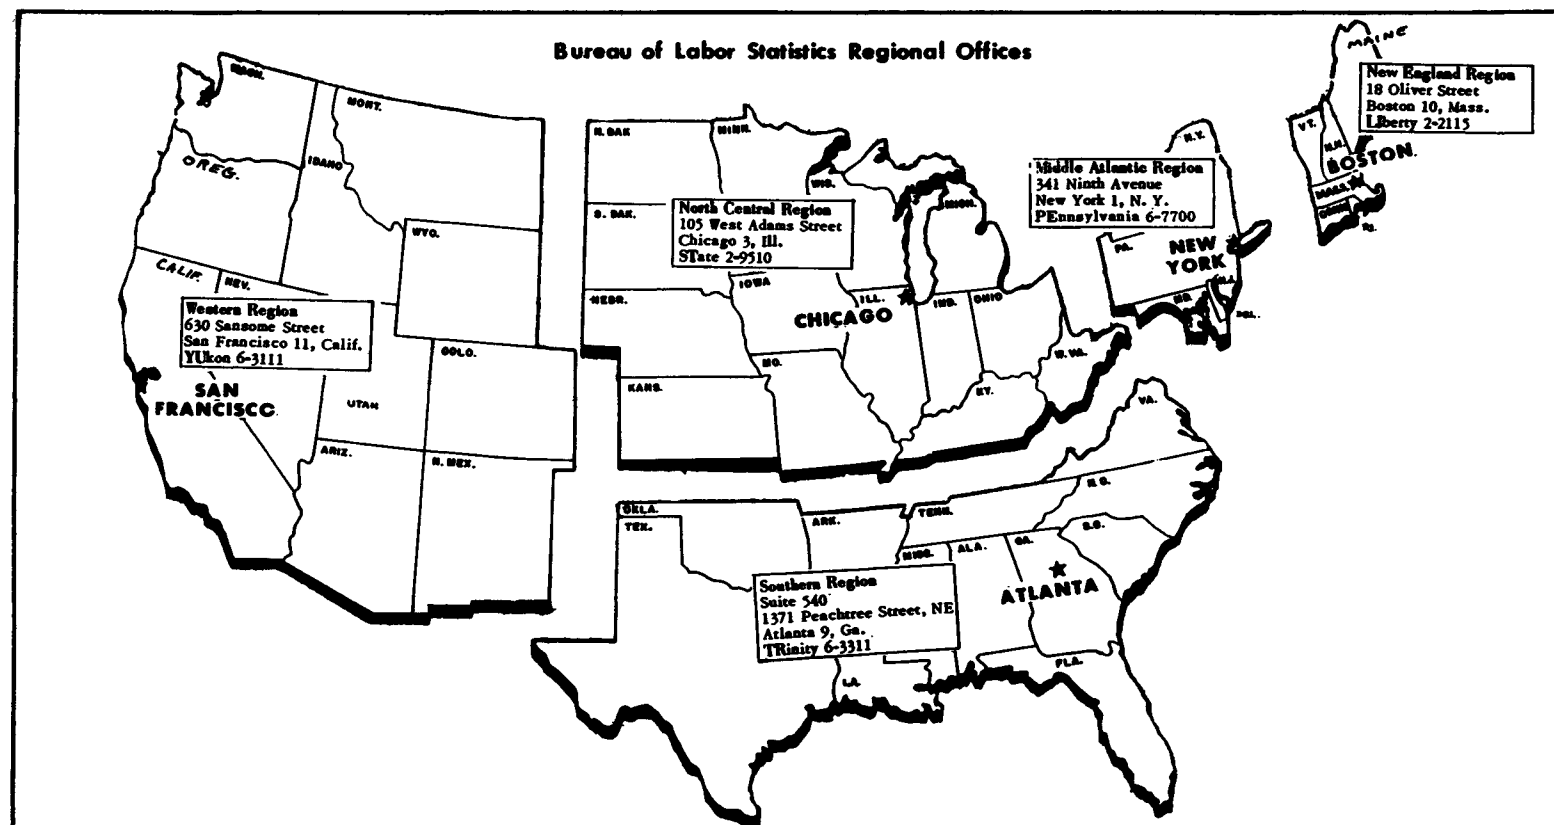 Bureau of Labor Statistics Regional Offices
MAINE
New England Region
18 Oliver Street
Boston 10, Mass.
LIberty 2-2115
VT.
N.H.
BOSTON.
MASS.
CONN.
R.I.
N.Y.
Middle Atlantic Region
341 Ninth Avenue
New York 1, N. Y.
PEnnsylvania 6-7700
PA.
NEW
YORK
N.J.
MD.
DEL.
WASH.
MONT.
OREG.
IDAHO
WYO.
CALIF.
NEV.
Western Region
630 Sansome Street
San Francisco 11, Calif.
YUkon 6-3111
SAN
FRANCISCO
UTAH
COLO.
ARIZ.
N. MEX.
N. DAK
MINN.
WIS.
MICH.
S. DAK.
North Central Region
105 West Adams Street
Chicago 3, Ill.
STate 2-9510
IOWA
NEBR.
ILL.
IND.
OHIO
CHICAGO
MO.
KANS.
KY.
W. VA.
VA.
OKLA.
TEX.
ARK.
TENN.
N.C.
S.C.
MISS.
ALA.
GA.
ATLANTA
Southern Region
Suite 540
1371 Peachtree Street, NE
Atlanta 9, Ga.
TRinity 6-3311
LA.
FLA.